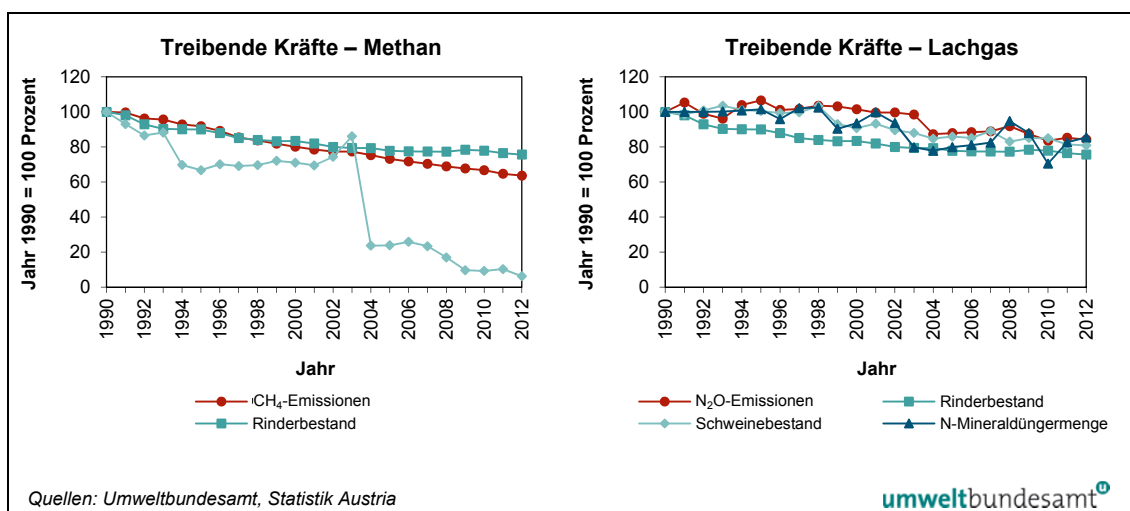 Treibende Kräfte – Methan
Jahr 1990 = 100 Prozent
120
100
80
60
40
20
0
1990
1992
1994
1996
1998
2000
2002
2004
2006
2008
2010
2012
Jahr
CH₄-Emissionen
Rinderbestand
Treibende Kräfte – Lachgas
Jahr 1990 = 100 Prozent
120
100
80
60
40
20
0
1990
1992
1994
1996
1998
2000
2002
2004
2006
2008
2010
2012
Jahr
N₂O-Emissionen
Rinderbestand
Schweinebestand
N-Mineraldüngermenge
Quellen: Umweltbundesamt, Statistik Austria
umweltbundesamt u